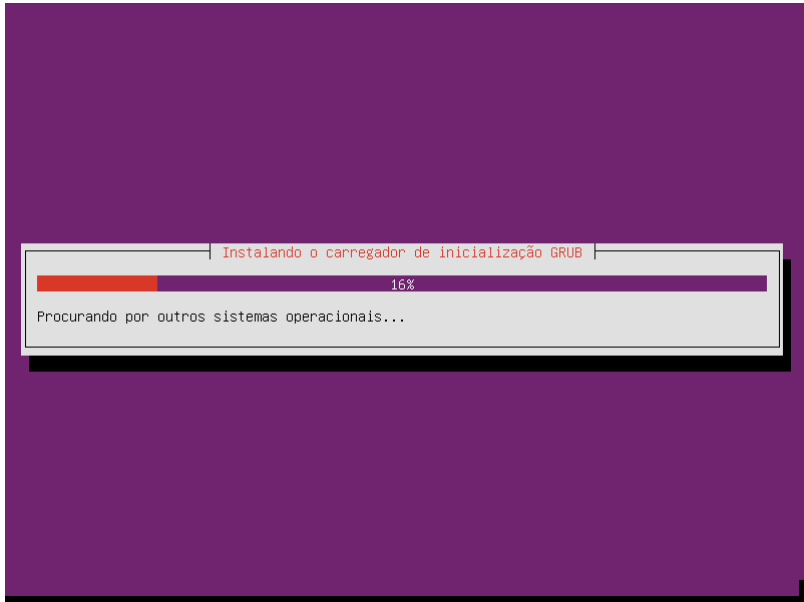 Instalando o carregador de inicialização GRUB
16%
Procurando por outros sistemas operacionais...